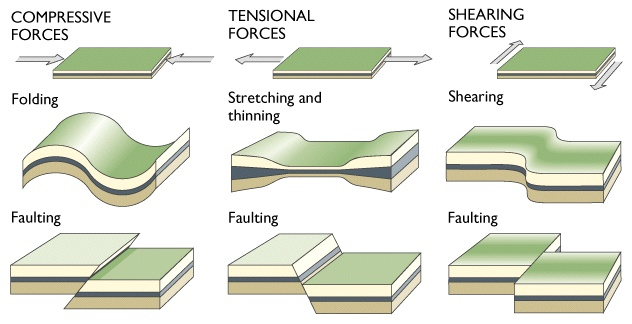 COMPRESSIVE
FORCES
TENSIONAL
FORCES
SHEARING
FORCES
Folding
Stretching and
thinning
Shearing
Faulting
Faulting
Faulting